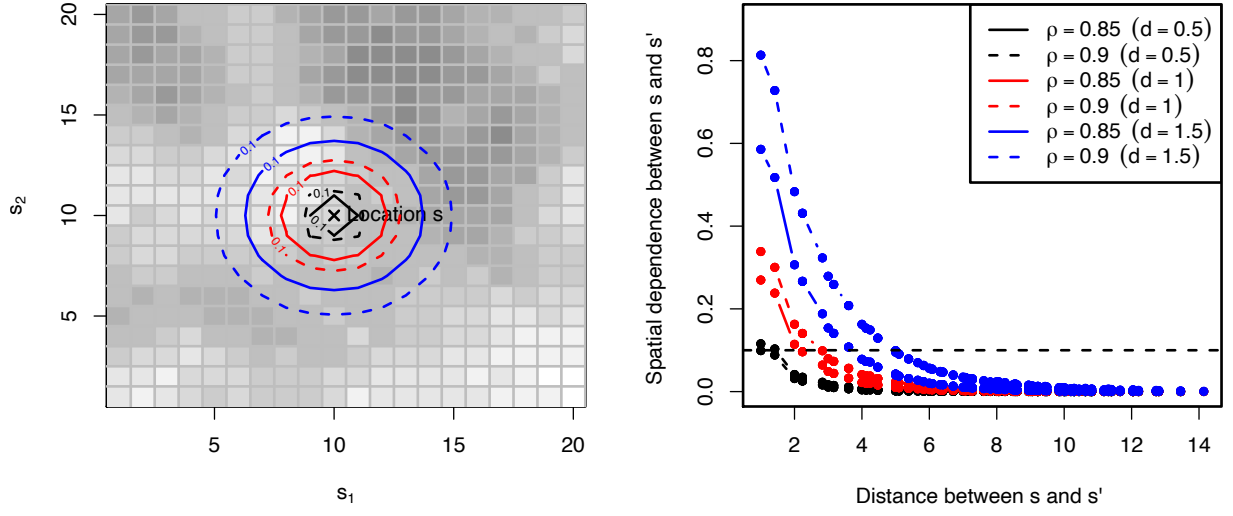 20
15
10
5
s₂
0.1
0.1
0.1
0.1
0.1
0.1
Location s
5
10
15
20
s₁
0.8
0.6
0.4
0.2
0.0
Spatial dependence between s and s'
ρ = 0.85 (d = 0.5)
ρ = 0.9 (d = 0.5)
ρ = 0.85 (d = 1)
ρ = 0.9 (d = 1)
ρ = 0.85 (d = 1.5)
ρ = 0.9 (d = 1.5)
2
4
6
8
10
12
14
Distance between s and s'